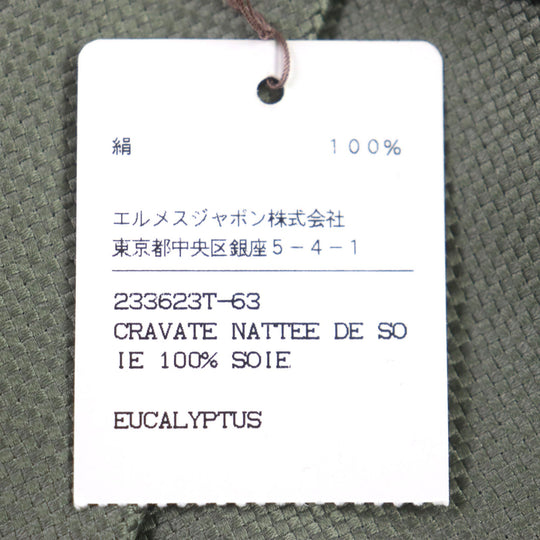 絹 １００％
エルメスジャポン株式会社
東京都中央区銀座５－４－１
233623T-63
CRAVATE NATTEE DE SO
IE 100% SOIE
EUCALYPTUS